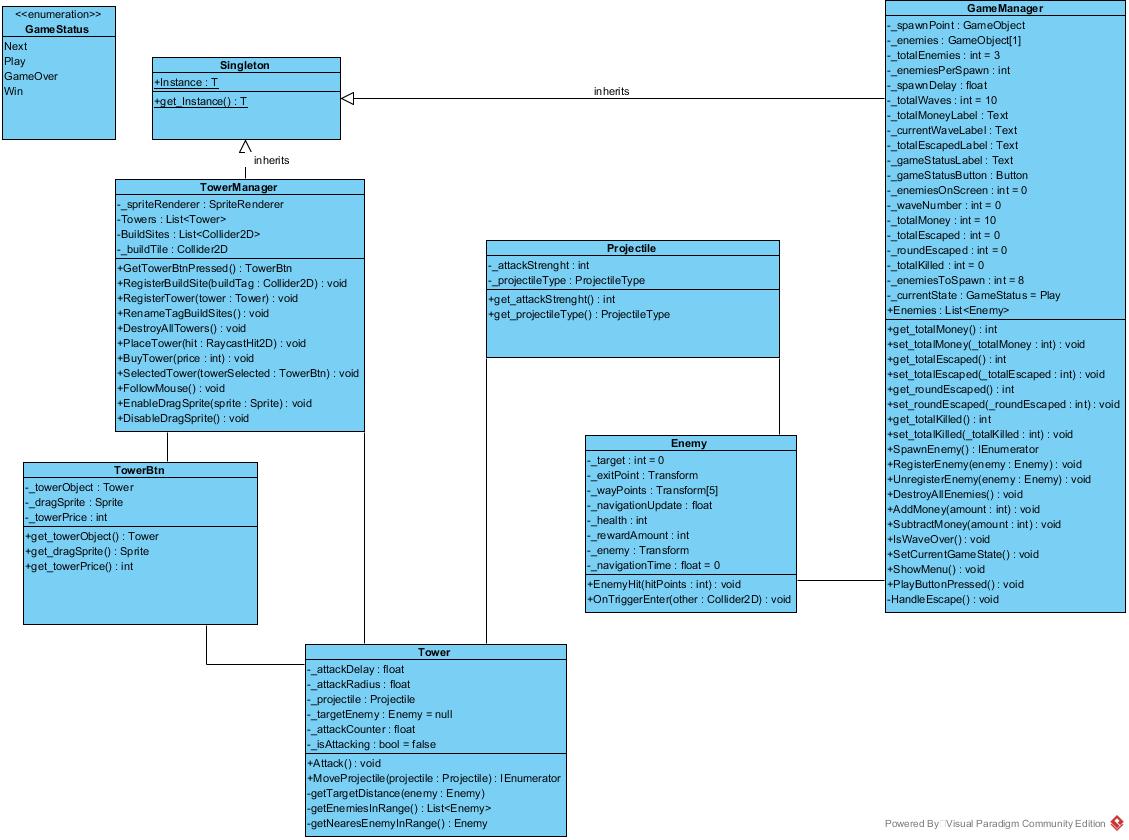 <<enumeration>>
GameStatus
Next
Play
GameOver
Win
Singleton
+Instance : T
+get_Instance() : T
inherits
inherits
GameManager
-_spawnPoint : GameObject
-_enemies : GameObject[1]
-_totalEnemies : int = 3
-_enemiesPerSpawn : int
-_spawnDelay : float
-_totalWaves : int = 10
-_totalMoneyLabel : Text
-_currentWaveLabel : Text
-_totalEscapedLabel : Text
-_gameStatusLabel : Text
-_gameStatusButton : Button
-_enemiesOnScreen : int = 0
-_waveNumber : int = 0
-_totalMoney : int = 10
-_totalEscaped : int = 0
-_roundEscaped : int = 0
-_totalKilled : int = 0
-_enemiesToSpawn : int = 8
-_currentState : GameStatus = Play
+Enemies : List<Enemy>
+get_totalMoney() : int
+set_totalMoney(_totalMoney : int) : void
+get_totalEscaped() : int
+set_totalEscaped(_totalEscaped : int) : void
+get_roundEscaped() : int
+set_roundEscaped(_roundEscaped : int) : void
+get_totalKilled() : int
+set_totalKilled(_totalKilled : int) : void
+SpawnEnemy() : IEnumerator
+RegisterEnemy(enemy : Enemy) : void
+UnregisterEnemy(enemy : Enemy) : void
+DestroyAllEnemies() : void
+AddMoney(amount : int) : void
+SubtractMoney(amount : int) : void
+IsWaveOver() : void
+SetCurrentGameState() : void
+ShowMenu() : void
+PlayButtonPressed() : void
-HandleEscape() : void
TowerManager
-_spriteRenderer : SpriteRenderer
-Towers : List<Tower>
-BuildSites : List<Collider2D>
-_buildTile : Collider2D
+GetTowerBtnPressed() : TowerBtn
+RegisterBuildSite(buildTag : Collider2D) : void
+RegisterTower(tower : Tower) : void
+RenameTagBuildSites() : void
+DestroyAllTowers() : void
+PlaceTower(hit : RaycastHit2D) : void
+BuyTower(price : int) : void
+SelectedTower(towerSelected : TowerBtn) : void
+FollowMouse() : void
+EnableDragSprite(sprite : Sprite) : void
+DisableDragSprite() : void
Projectile
-_attackStrenght : int
-_projectileType : ProjectileType
+get_attackStrenght() : int
+get_projectileType() : ProjectileType
TowerBtn
-_towerObject : Tower
-_dragSprite : Sprite
-_towerPrice : int
+get_towerObject() : Tower
+get_dragSprite() : Sprite
+get_towerPrice() : int
Enemy
-_target : int = 0
-_exitPoint : Transform
-_wayPoints : Transform[5]
-_navigationUpdate : float
-_health : int
-_rewardAmount : int
-_enemy : Transform
-_navigationTime : float = 0
+EnemyHit(hitPoints : int) : void
+OnTriggerEnter(other : Collider2D) : void
Tower
-_attackDelay : float
-_attackRadius : float
-_projectile : Projectile
-_targetEnemy : Enemy = null
-_attackCounter : float
-_isAttacking : bool = false
+Attack() : void
+MoveProjectile(projectile : Projectile) : IEnumerator
-getTargetDistance(enemy : Enemy)
-getEnemiesInRange() : List<Enemy>
-getNearesEnemyInRange() : Enemy
Powered By Visual Paradigm Community Edition